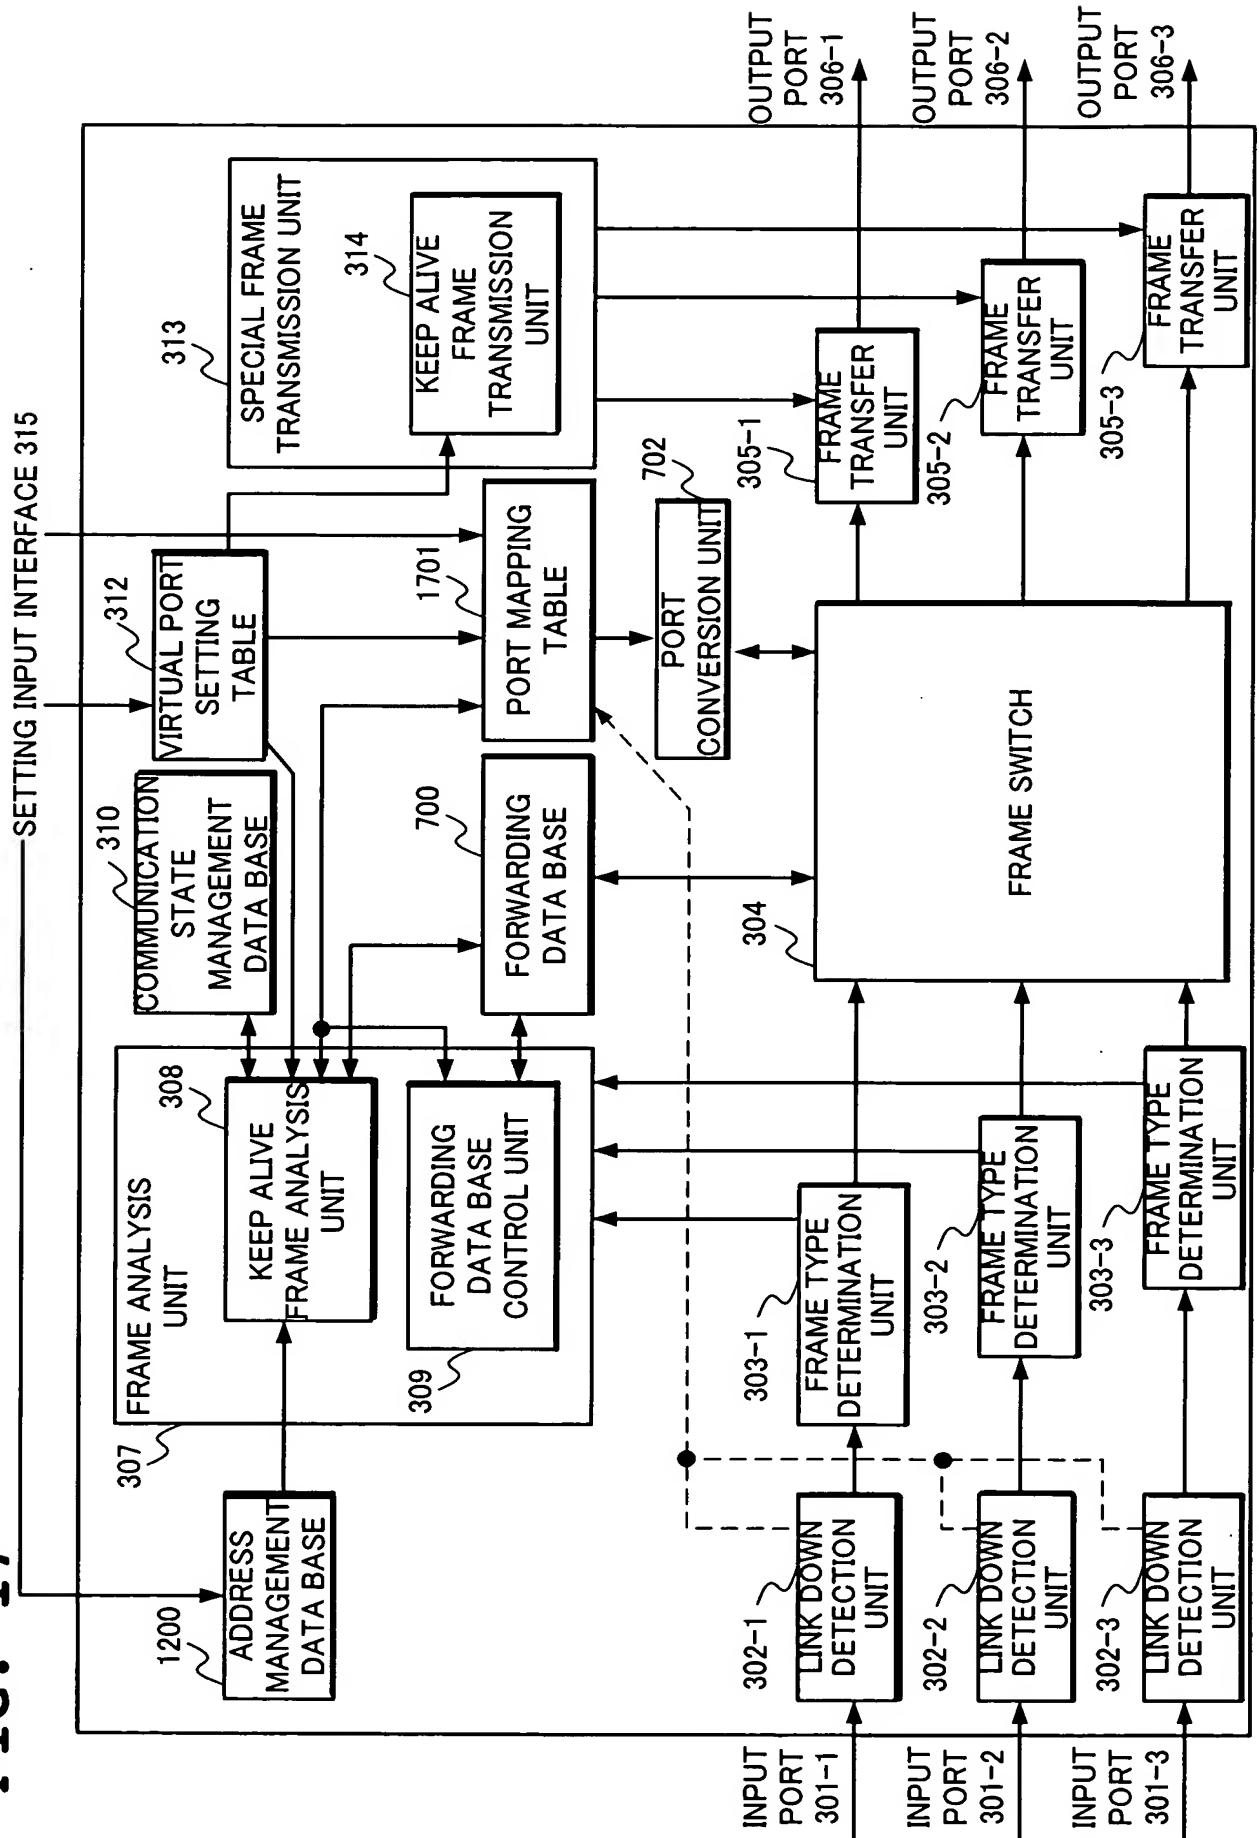 FIG. 17
SETTING INPUT INTERFACE 315
1200
ADDRESS
MANAGEMENT
DATA BASE
307
FRAME ANALYSIS
UNIT
308
KEEP ALIVE
FRAME ANALYSIS
UNIT
309
FORWARDING
DATA BASE
CONTROL UNIT
310
COMMUNICATION
STATE
MANAGEMENT
DATA BASE
312
VIRTUAL PORT
SETTING
TABLE
313
SPECIAL FRAME
TRANSMISSION UNIT
314
KEEP ALIVE
FRAME
TRANSMISSION
UNIT
700
FORWARDING
DATA BASE
1701
PORT MAPPING
TABLE
702
PORT
CONVERSION UNIT
304
FRAME SWITCH
INPUT
PORT
301-1
302-1
LINK DOWN
DETECTION
UNIT
303-1
FRAME TYPE
DETERMINATION
UNIT
305-1
FRAME
TRANSFER
UNIT
OUTPUT
PORT
306-1
INPUT
PORT
301-2
302-2
LINK DOWN
DETECTION
UNIT
303-2
FRAME TYPE
DETERMINATION
UNIT
305-2
FRAME
TRANSFER
UNIT
OUTPUT
PORT
306-2
INPUT
PORT
301-3
302-3
LINK DOWN
DETECTION
UNIT
303-3
FRAME TYPE
DETERMINATION
UNIT
305-3
FRAME
TRANSFER
UNIT
OUTPUT
PORT
306-3